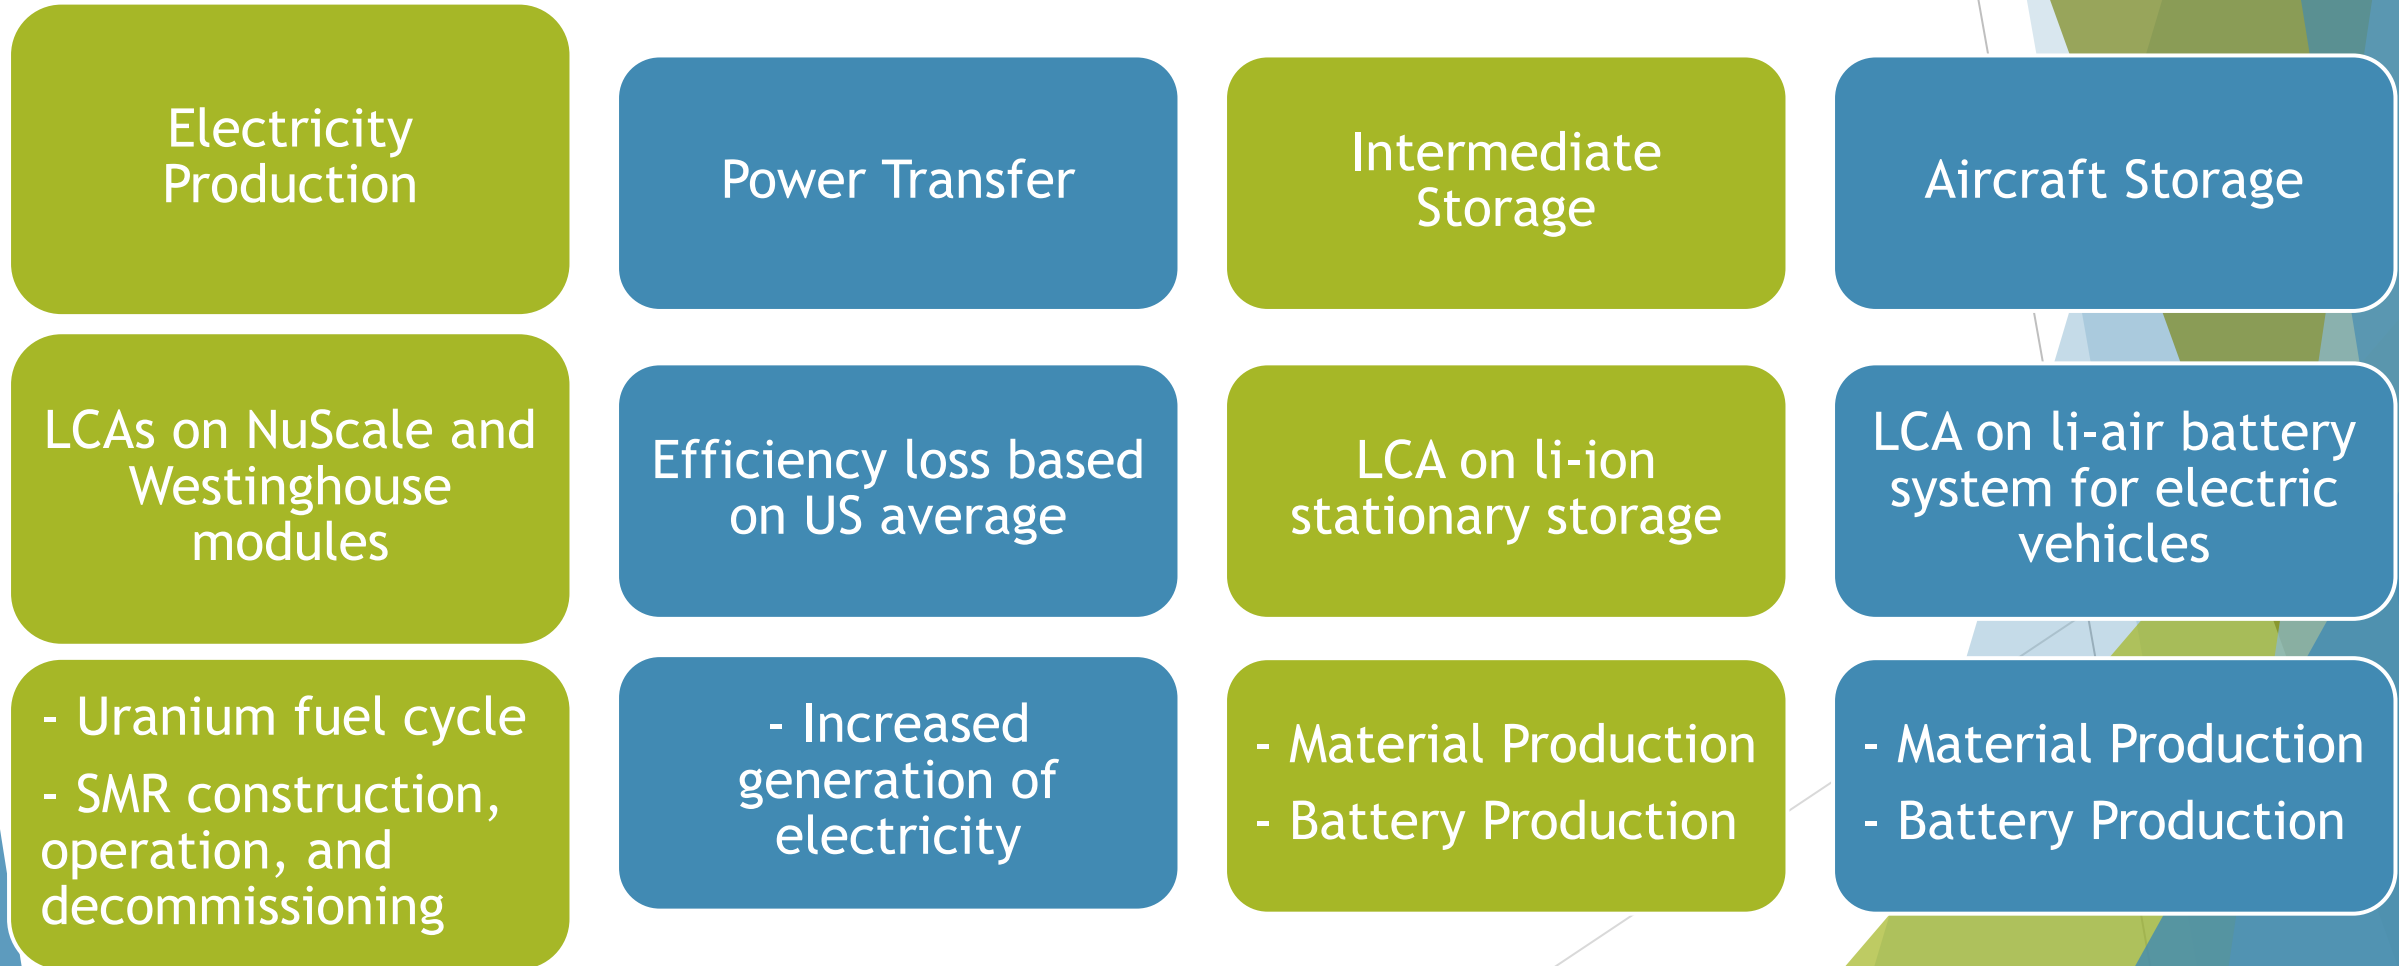 Electricity
Production
Power Transfer
Intermediate
Storage
Aircraft Storage
LCAs on NuScale and
Westinghouse
modules
Efficiency loss based
on US average
LCA on li-ion
stationary storage
LCA on li-air battery
system for electric
vehicles
- Uranium fuel cycle
- SMR construction,
operation, and
decommissioning
- Increased
generation of
electricity
- Material Production
- Battery Production
- Material Production
- Battery Production